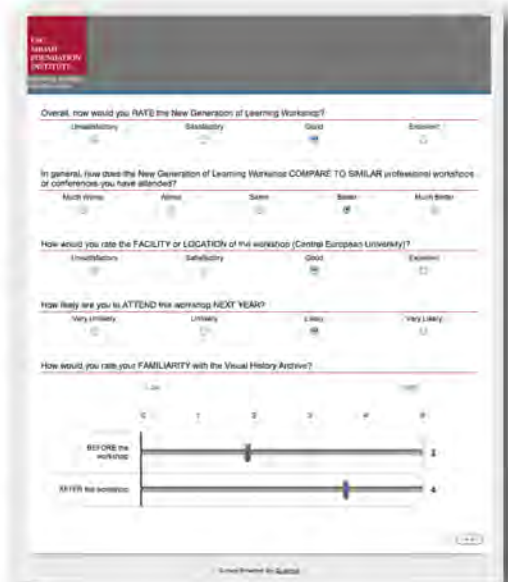 USC
SHOAH
FOUNDATION
INSTITUTE
Overall, how would you RATE the New Generation of Learning Workshop?
Unsatisfactory Satisfactory Good Excellent
In general, how does the New Generation of Learning Workshop COMPARE TO SIMILAR professional workshops
or conferences you have attended?
Much Worse Worse Same Better Much Better
How would you rate the FACILITY or LOCATION of the workshop (Central European University)?
Unsatisfactory Satisfactory Good Excellent
How likely are you to ATTEND this workshop NEXT YEAR?
Very Unlikely Unlikely Likely Very Likely
How would you rate your FAMILIARITY with the Visual History Archive?
0 1 2 3 4 5
BEFORE the
workshop
2
AFTER the workshop 4
Survey Powered By Qualtrics